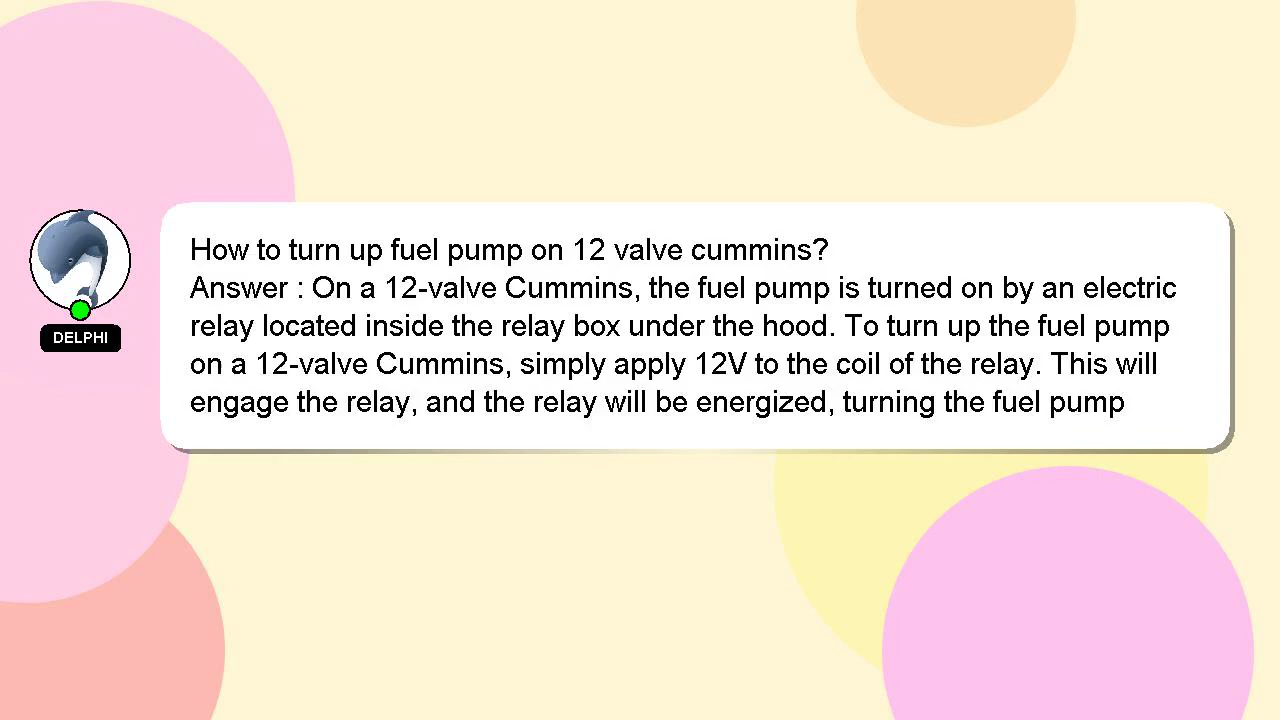 How to turn up fuel pump on 12 valve cummins?
Answer : On a 12-valve Cummins, the fuel pump is turned on by an electric
relay located inside the relay box under the hood. To turn up the fuel pump
on a 12-valve Cummins, simply apply 12V to the coil of the relay. This will
engage the relay, and the relay will be energized, turning the fuel pump
DELPHI